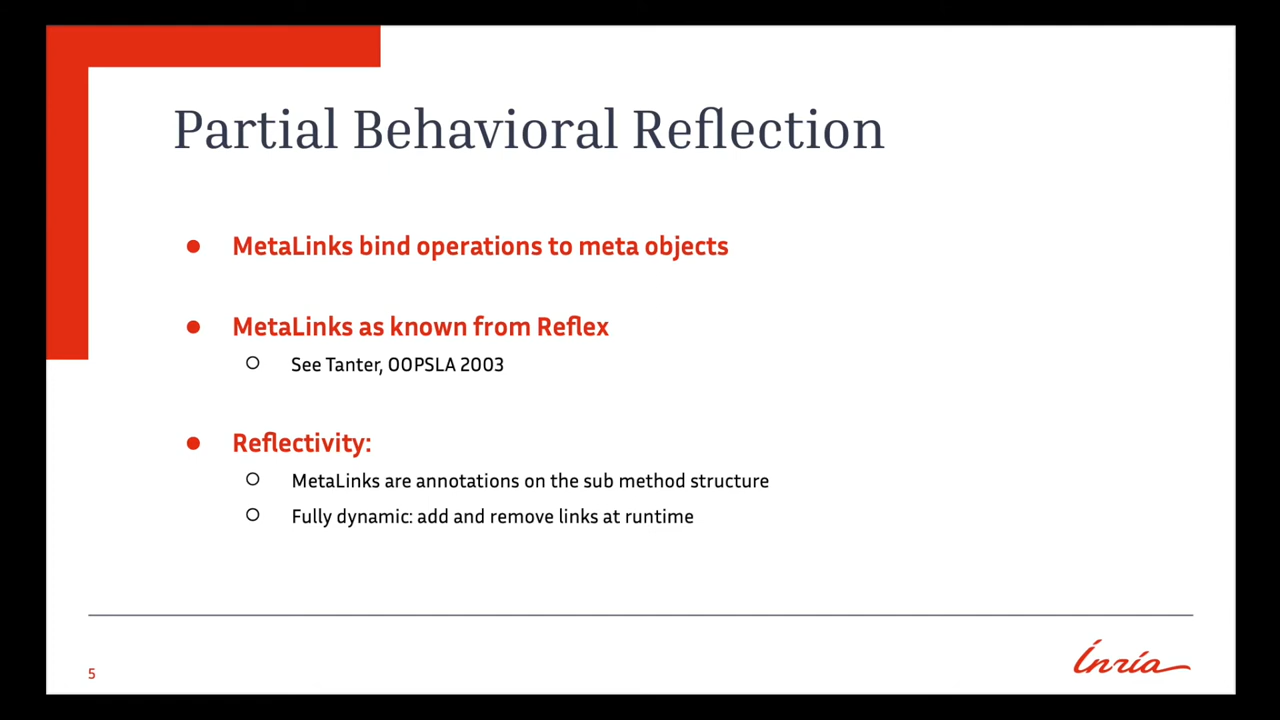 Partial Behavioral Reflection
MetaLinks bind operations to meta objects
MetaLinks as known from Reflex
See Tanter, OOPSLA 2003
Reflectivity:
MetaLinks are annotations on the sub method structure
Fully dynamic: add and remove links at runtime
5
Inria